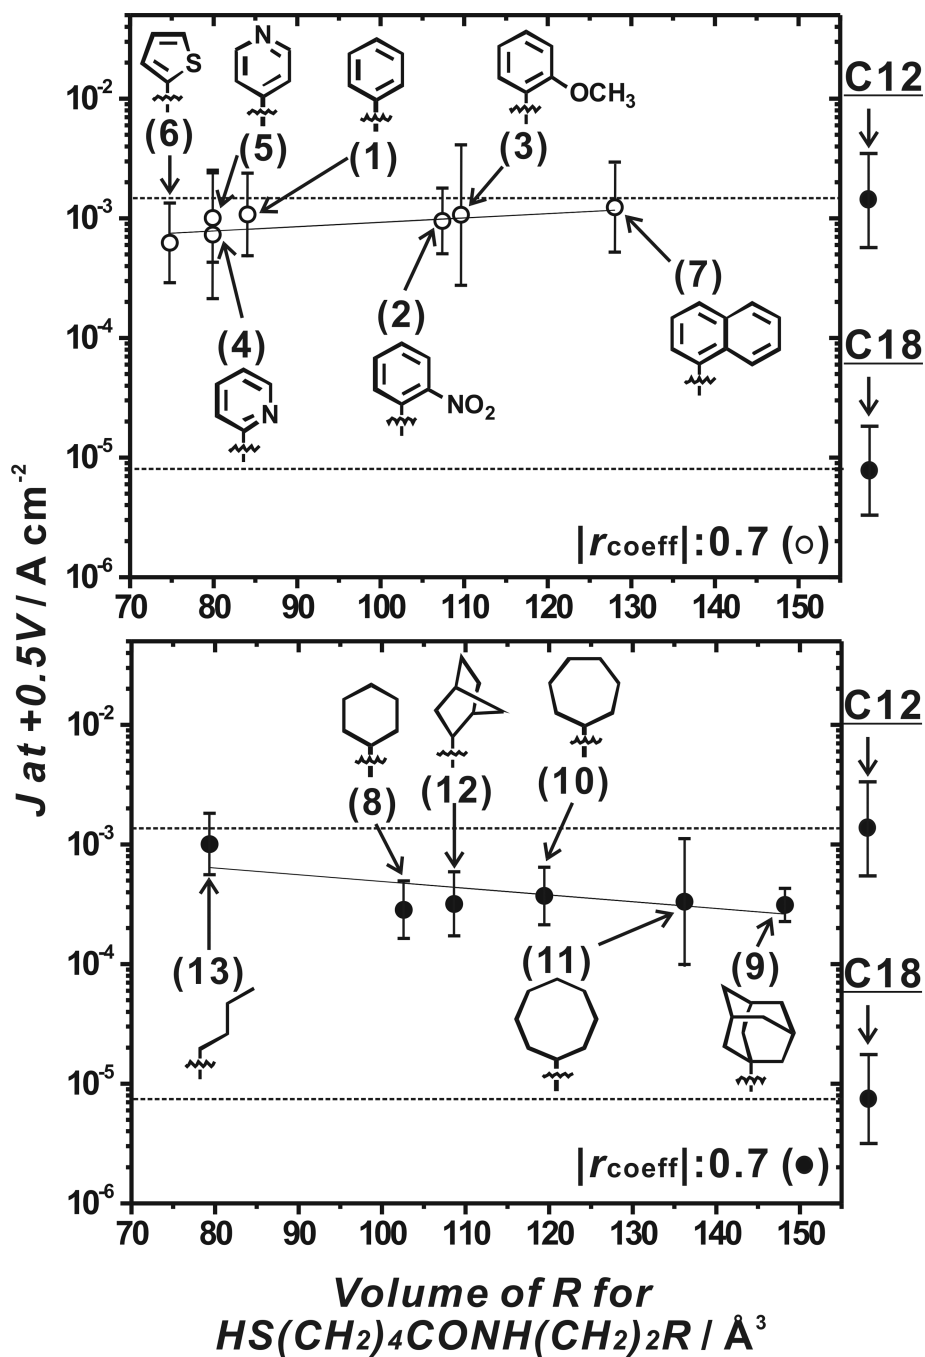 N
S
OCH3
C12
(6)
(5)
(1)
(3)
10-2
10-3
(7)
(2)
(4)
10-4
C18
N
NO2
10-5
|rcoeff|:0.7 (○)
10-6
70 80 90 100 110 120 130 140 150
J at +0.5V / A cm-2
C12
10-2
(8)
(12)
(10)
10-3
(13)
(11)
(9)
10-4
C18
10-5
|rcoeff|:0.7 (●)
10-6
70 80 90 100 110 120 130 140 150
Volume of R for
HS(CH2)4CONH(CH2)2R / Å3